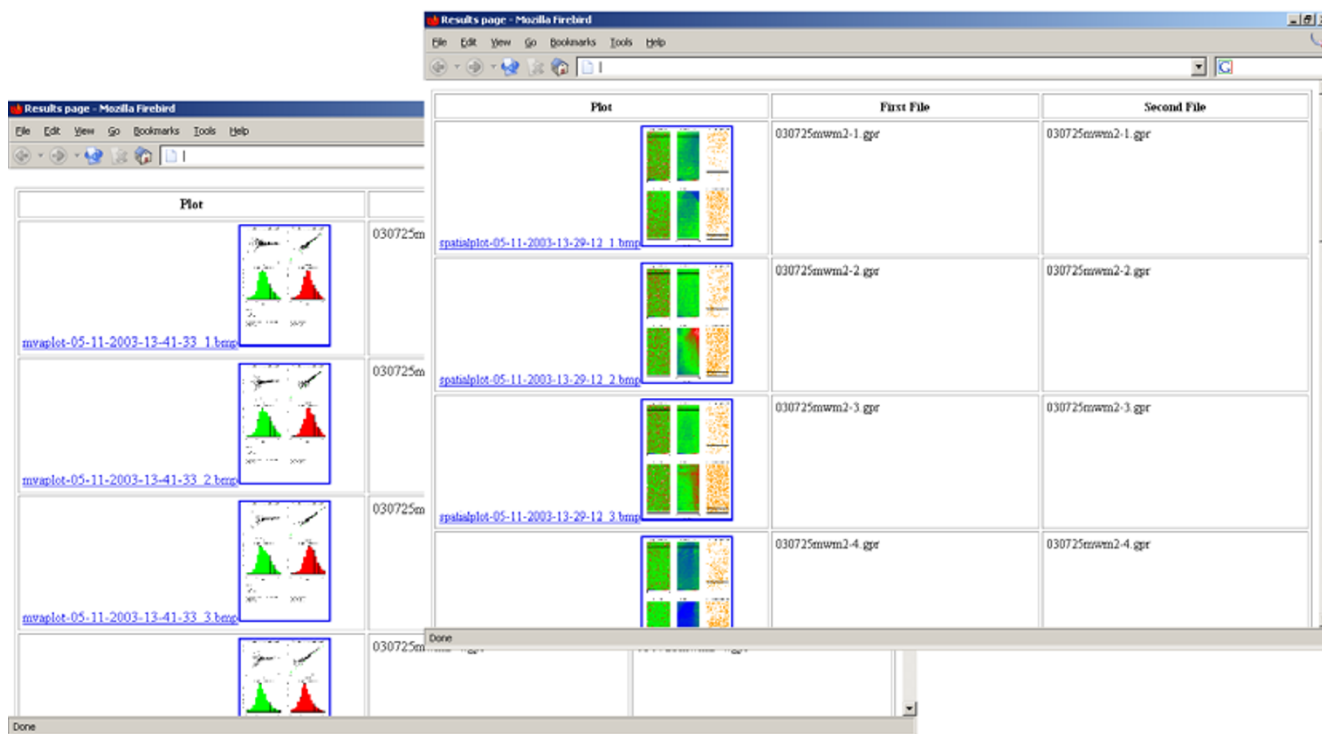 Results page - Mozilla Firebird
File Edit View Go Bookmarks Tools Help
Plot First File Second File
030725mwm2-1.gpr 030725mwm2-1.gpr
spatialplot-05-11-2003-13-29-12_1.bmp
030725mwm2-2.gpr 030725mwm2-2.gpr
spatialplot-05-11-2003-13-29-12_2.bmp
030725mwm2-3.gpr 030725mwm2-3.gpr
spatialplot-05-11-2003-13-29-12_3.bmp
030725mwm2-4.gpr 030725mwm2-4.gpr
Done
Results page - Mozilla Firebird
File Edit View Go Bookmarks Tools Help
Plot
030725m
mvaplot-05-11-2003-13-41-33_1.bmp
030725m
mvaplot-05-11-2003-13-41-33_2.bmp
030725m
mvaplot-05-11-2003-13-41-33_3.bmp
030725m
Done